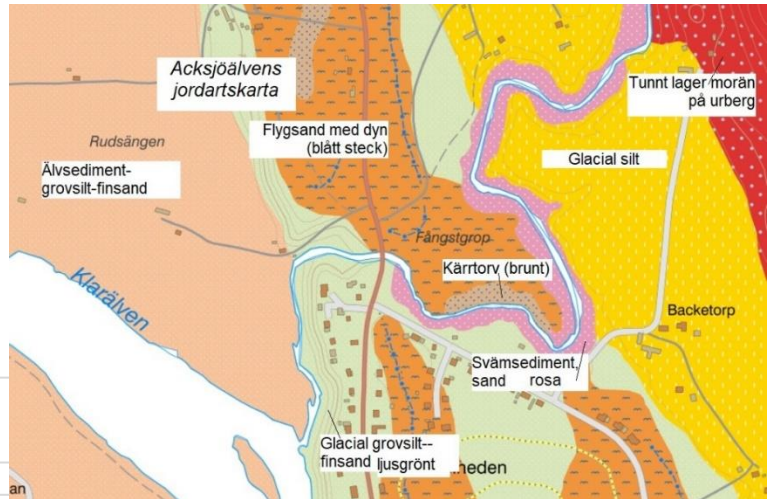 Acksjöälvens
jordartskarta
Tunnt lager morän
på urberg
Flygsand med dyn
(blått steck)
Rudsängen
Glacial silt
Älvsediment-
grovsilt-finsand
Fångstgrop
Kärrtorv (brunt)
Klarälven
Backetorp
Svämsediment,
sand rosa
Glacial grovsilt--
finsand ljusgrönt
heden
an